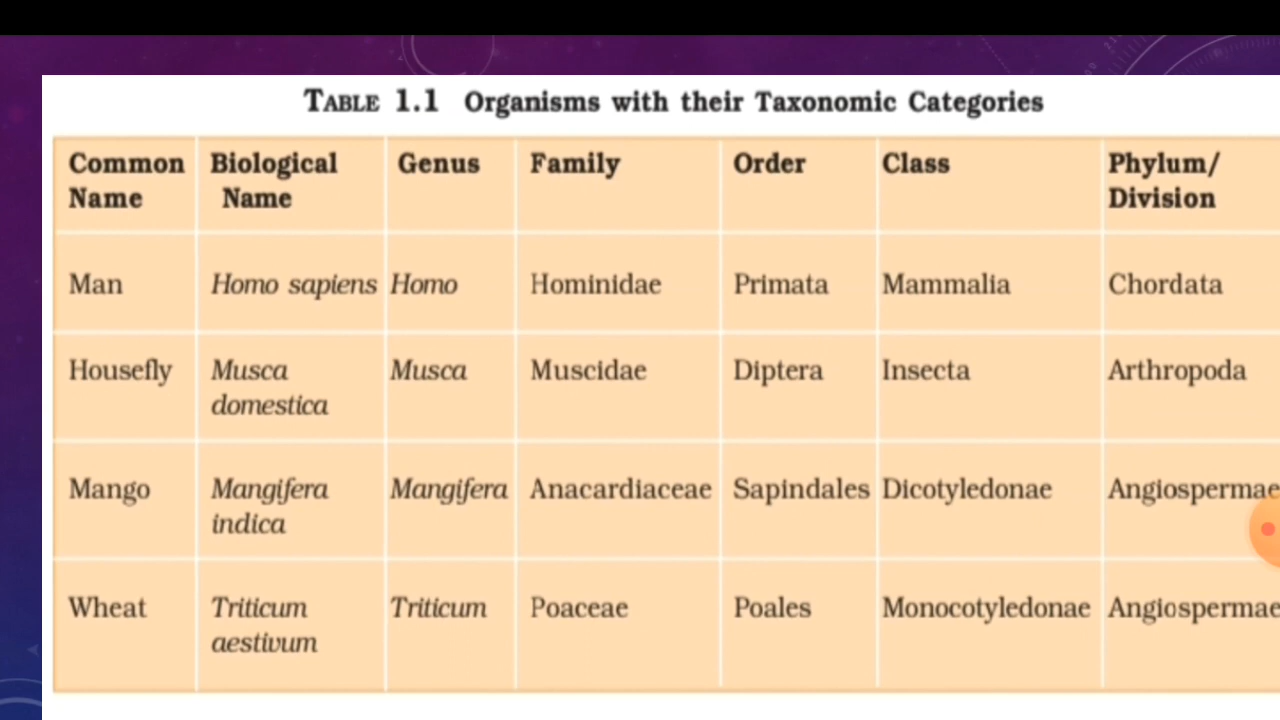 TABLE 1.1 Organisms with their Taxonomic Categories
Common Name Biological Name Genus Family Order Class Phylum/ Division
Man Homo sapiens Homo Hominidae Primata Mammalia Chordata
Housefly Musca domestica Musca Muscidae Diptera Insecta Arthropoda
Mango Mangifera indica Mangifera Anacardiaceae Sapindales Dicotyledonae Angiospermae
Wheat Triticum aestivum Triticum Poaceae Poales Monocotyledonae Angiospermae